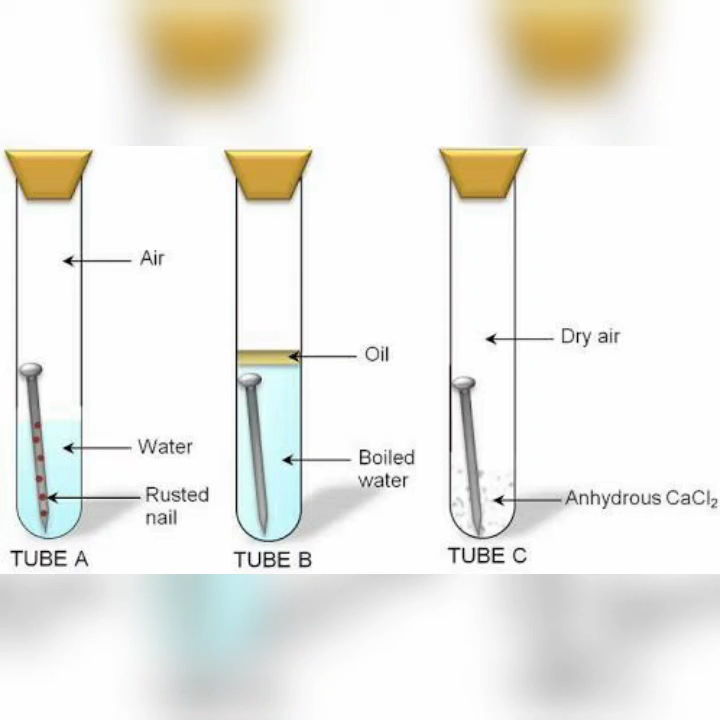 Air
Water
Rusted
nail
TUBE A
Oil
Boiled
water
TUBE B
Dry air
Anhydrous CaCl₂
TUBE C